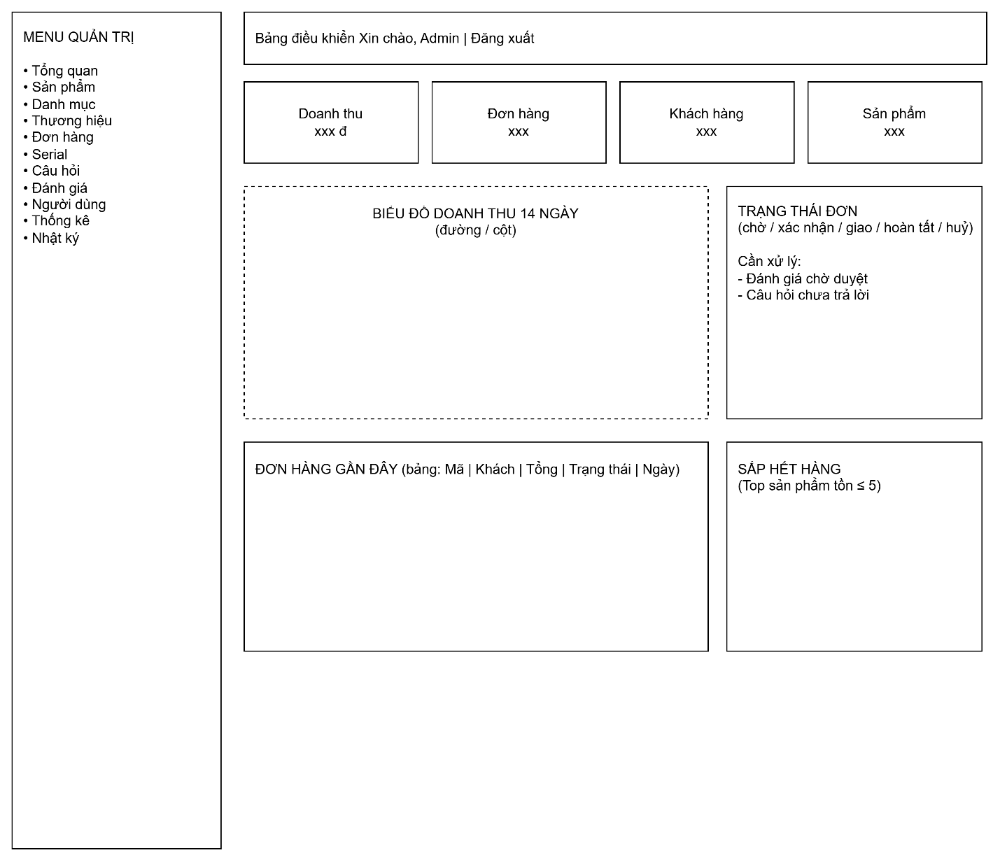 MENU QUẢN TRỊ
• Tổng quan
• Sản phẩm
• Danh mục
• Thương hiệu
• Đơn hàng
• Serial
• Câu hỏi
• Đánh giá
• Người dùng
• Thống kê
• Nhật ký
Bảng điều khiển Xin chào, Admin | Đăng xuất
Doanh thu
xxx đ
Đơn hàng
xxx
Khách hàng
xxx
Sản phẩm
xxx
BIỂU ĐỒ DOANH THU 14 NGÀY
(đường / cột)
TRẠNG THÁI ĐƠN
(chờ / xác nhận / giao / hoàn tất / huỷ)
Cần xử lý:
- Đánh giá chờ duyệt
- Câu hỏi chưa trả lời
ĐƠN HÀNG GẦN ĐÂY (bảng: Mã | Khách | Tổng | Trạng thái | Ngày)
SẮP HẾT HÀNG
(Top sản phẩm tồn ≤ 5)